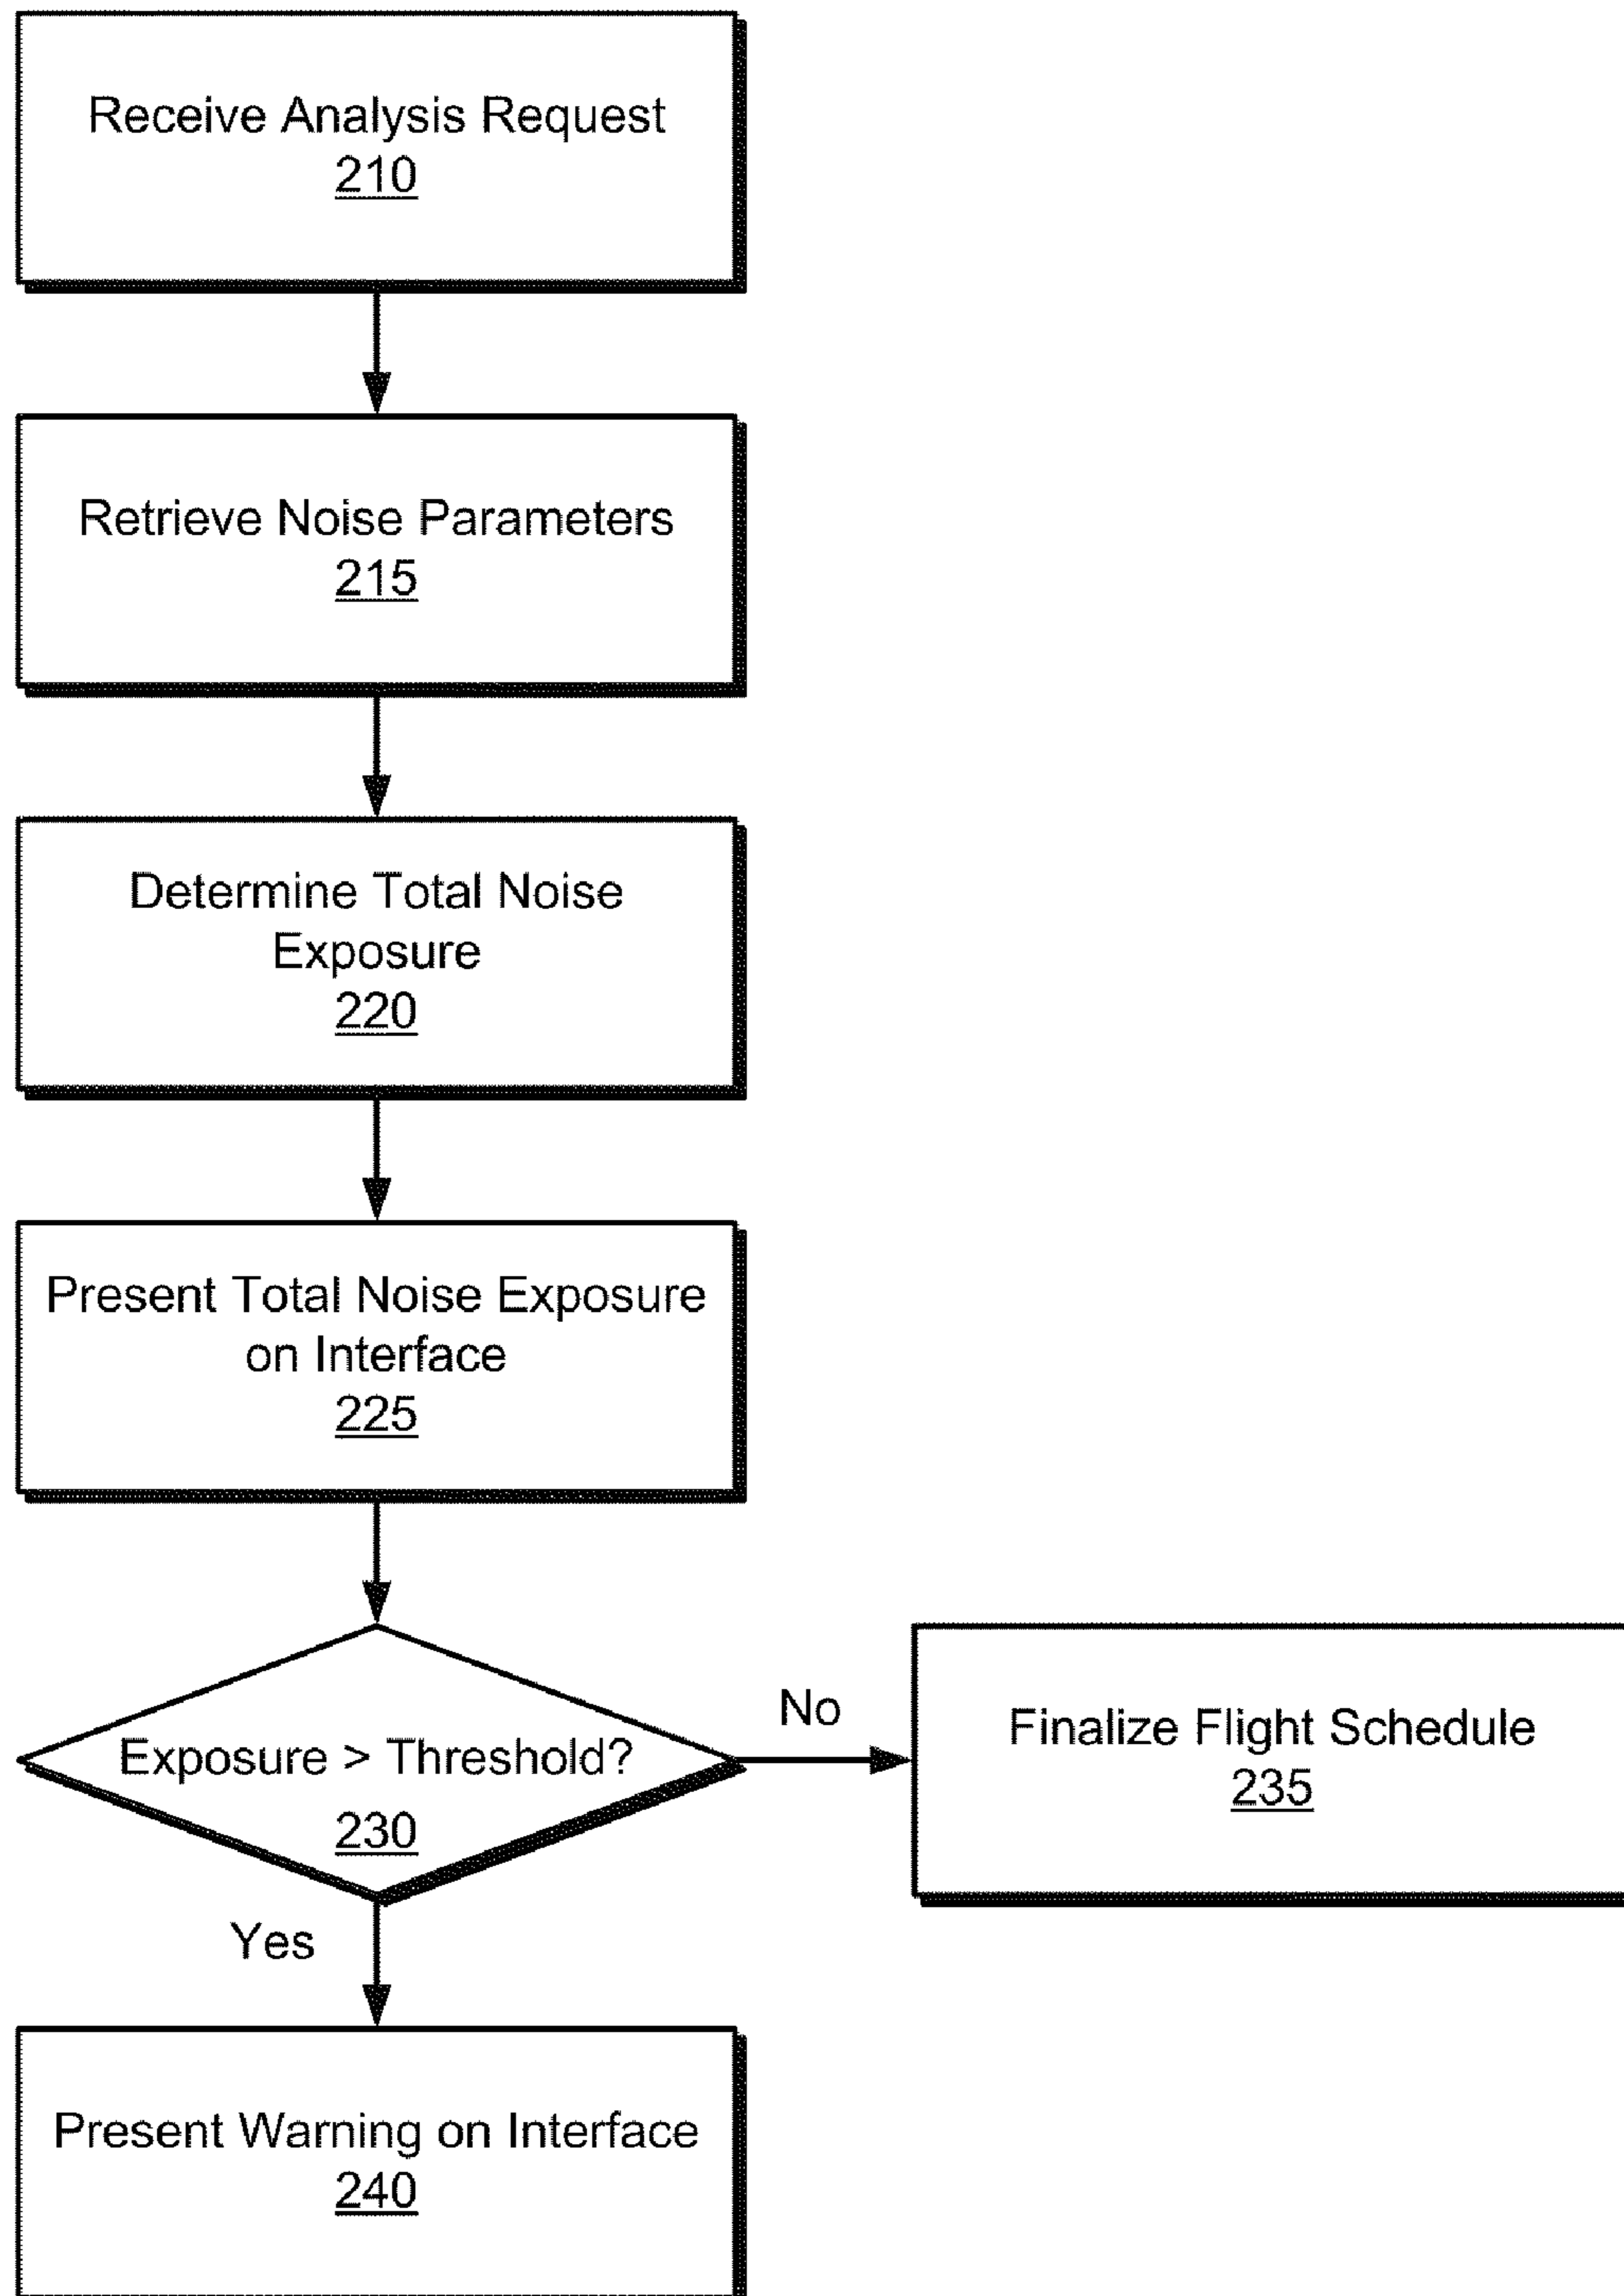 Receive Analysis Request
210
Retrieve Noise Parameters
215
Determine Total Noise
Exposure
220
Present Total Noise Exposure
on Interface
225
Exposure > Threshold?
230
No
Finalize Flight Schedule
235
Yes
Present Warning on Interface
240